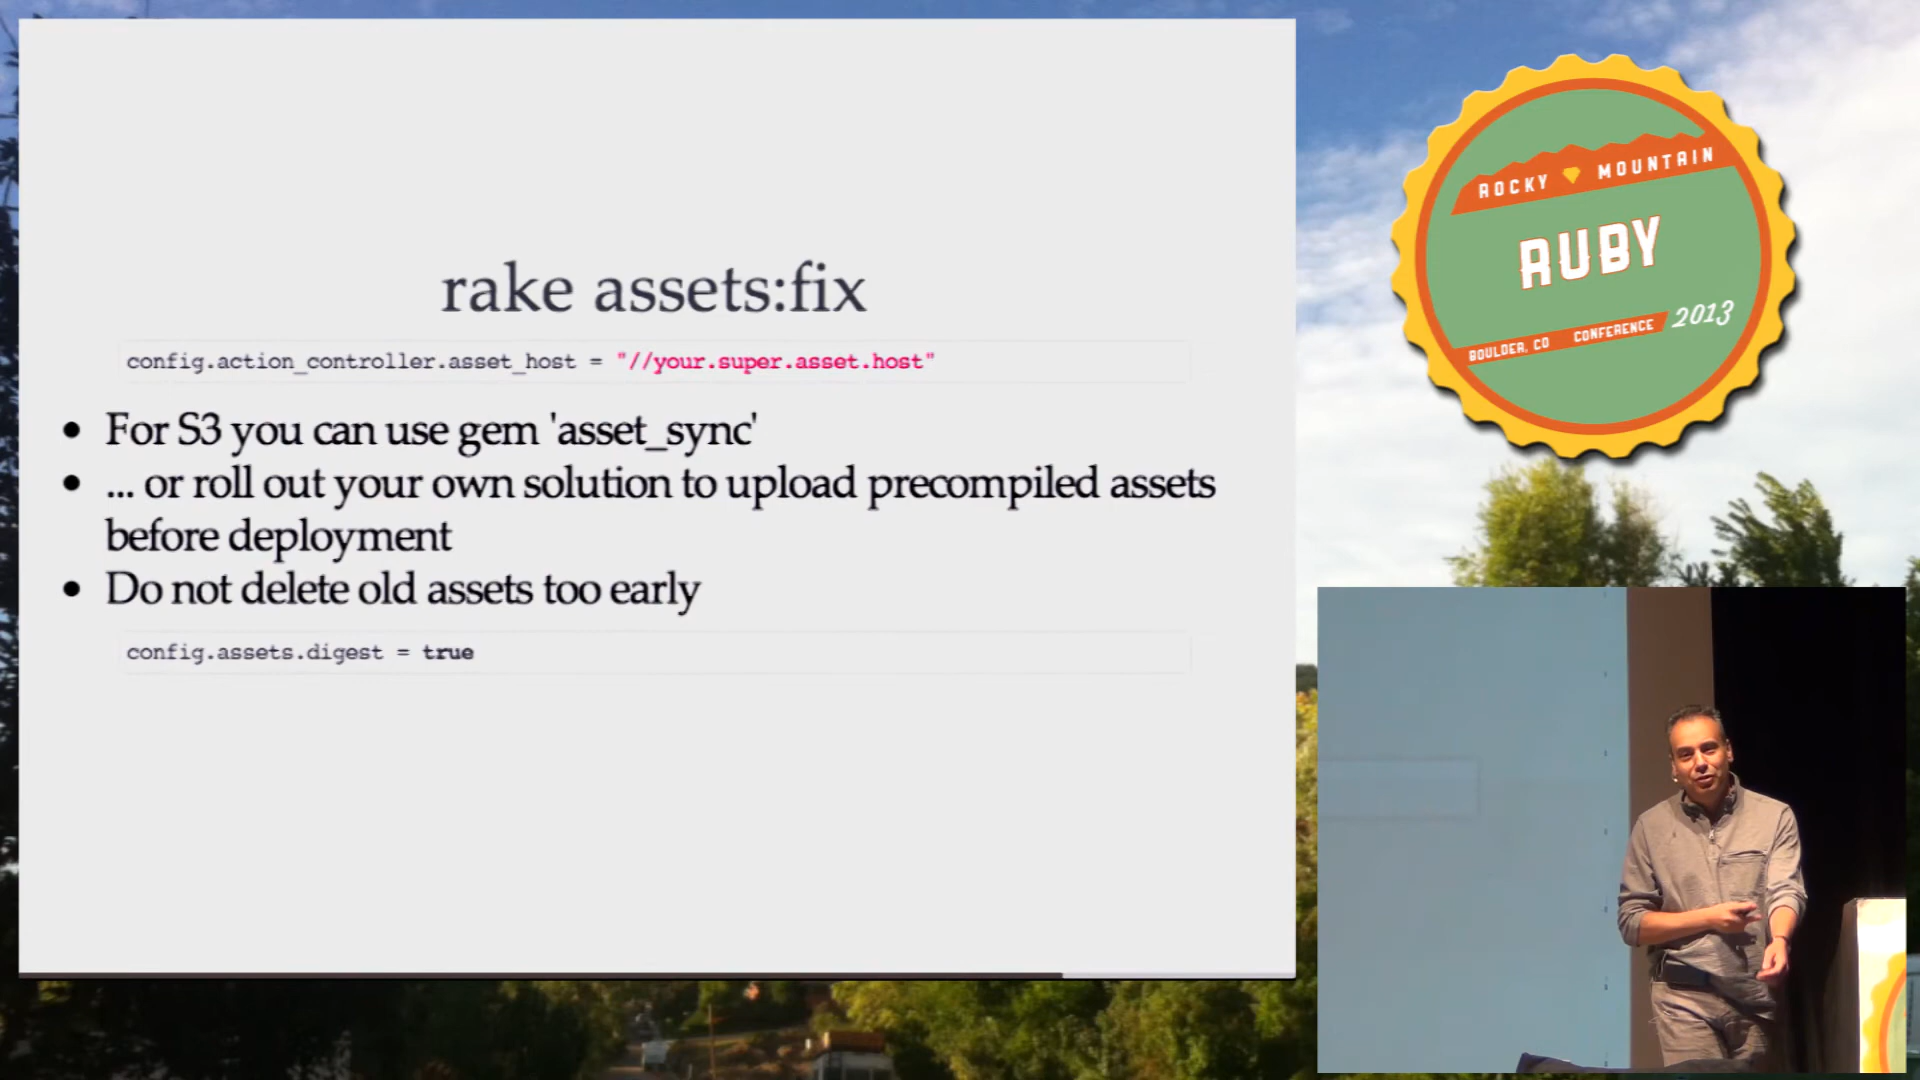 rake assets:fix
config.action_controller.asset_host = "//your.super.asset.host"
• For S3 you can use gem 'asset_sync'
• ... or roll out your own solution to upload precompiled assets
before deployment
• Do not delete old assets too early
config.assets.digest = true
ROCKY MOUNTAIN
RUBY
BOULDER, CO CONFERENCE 2013